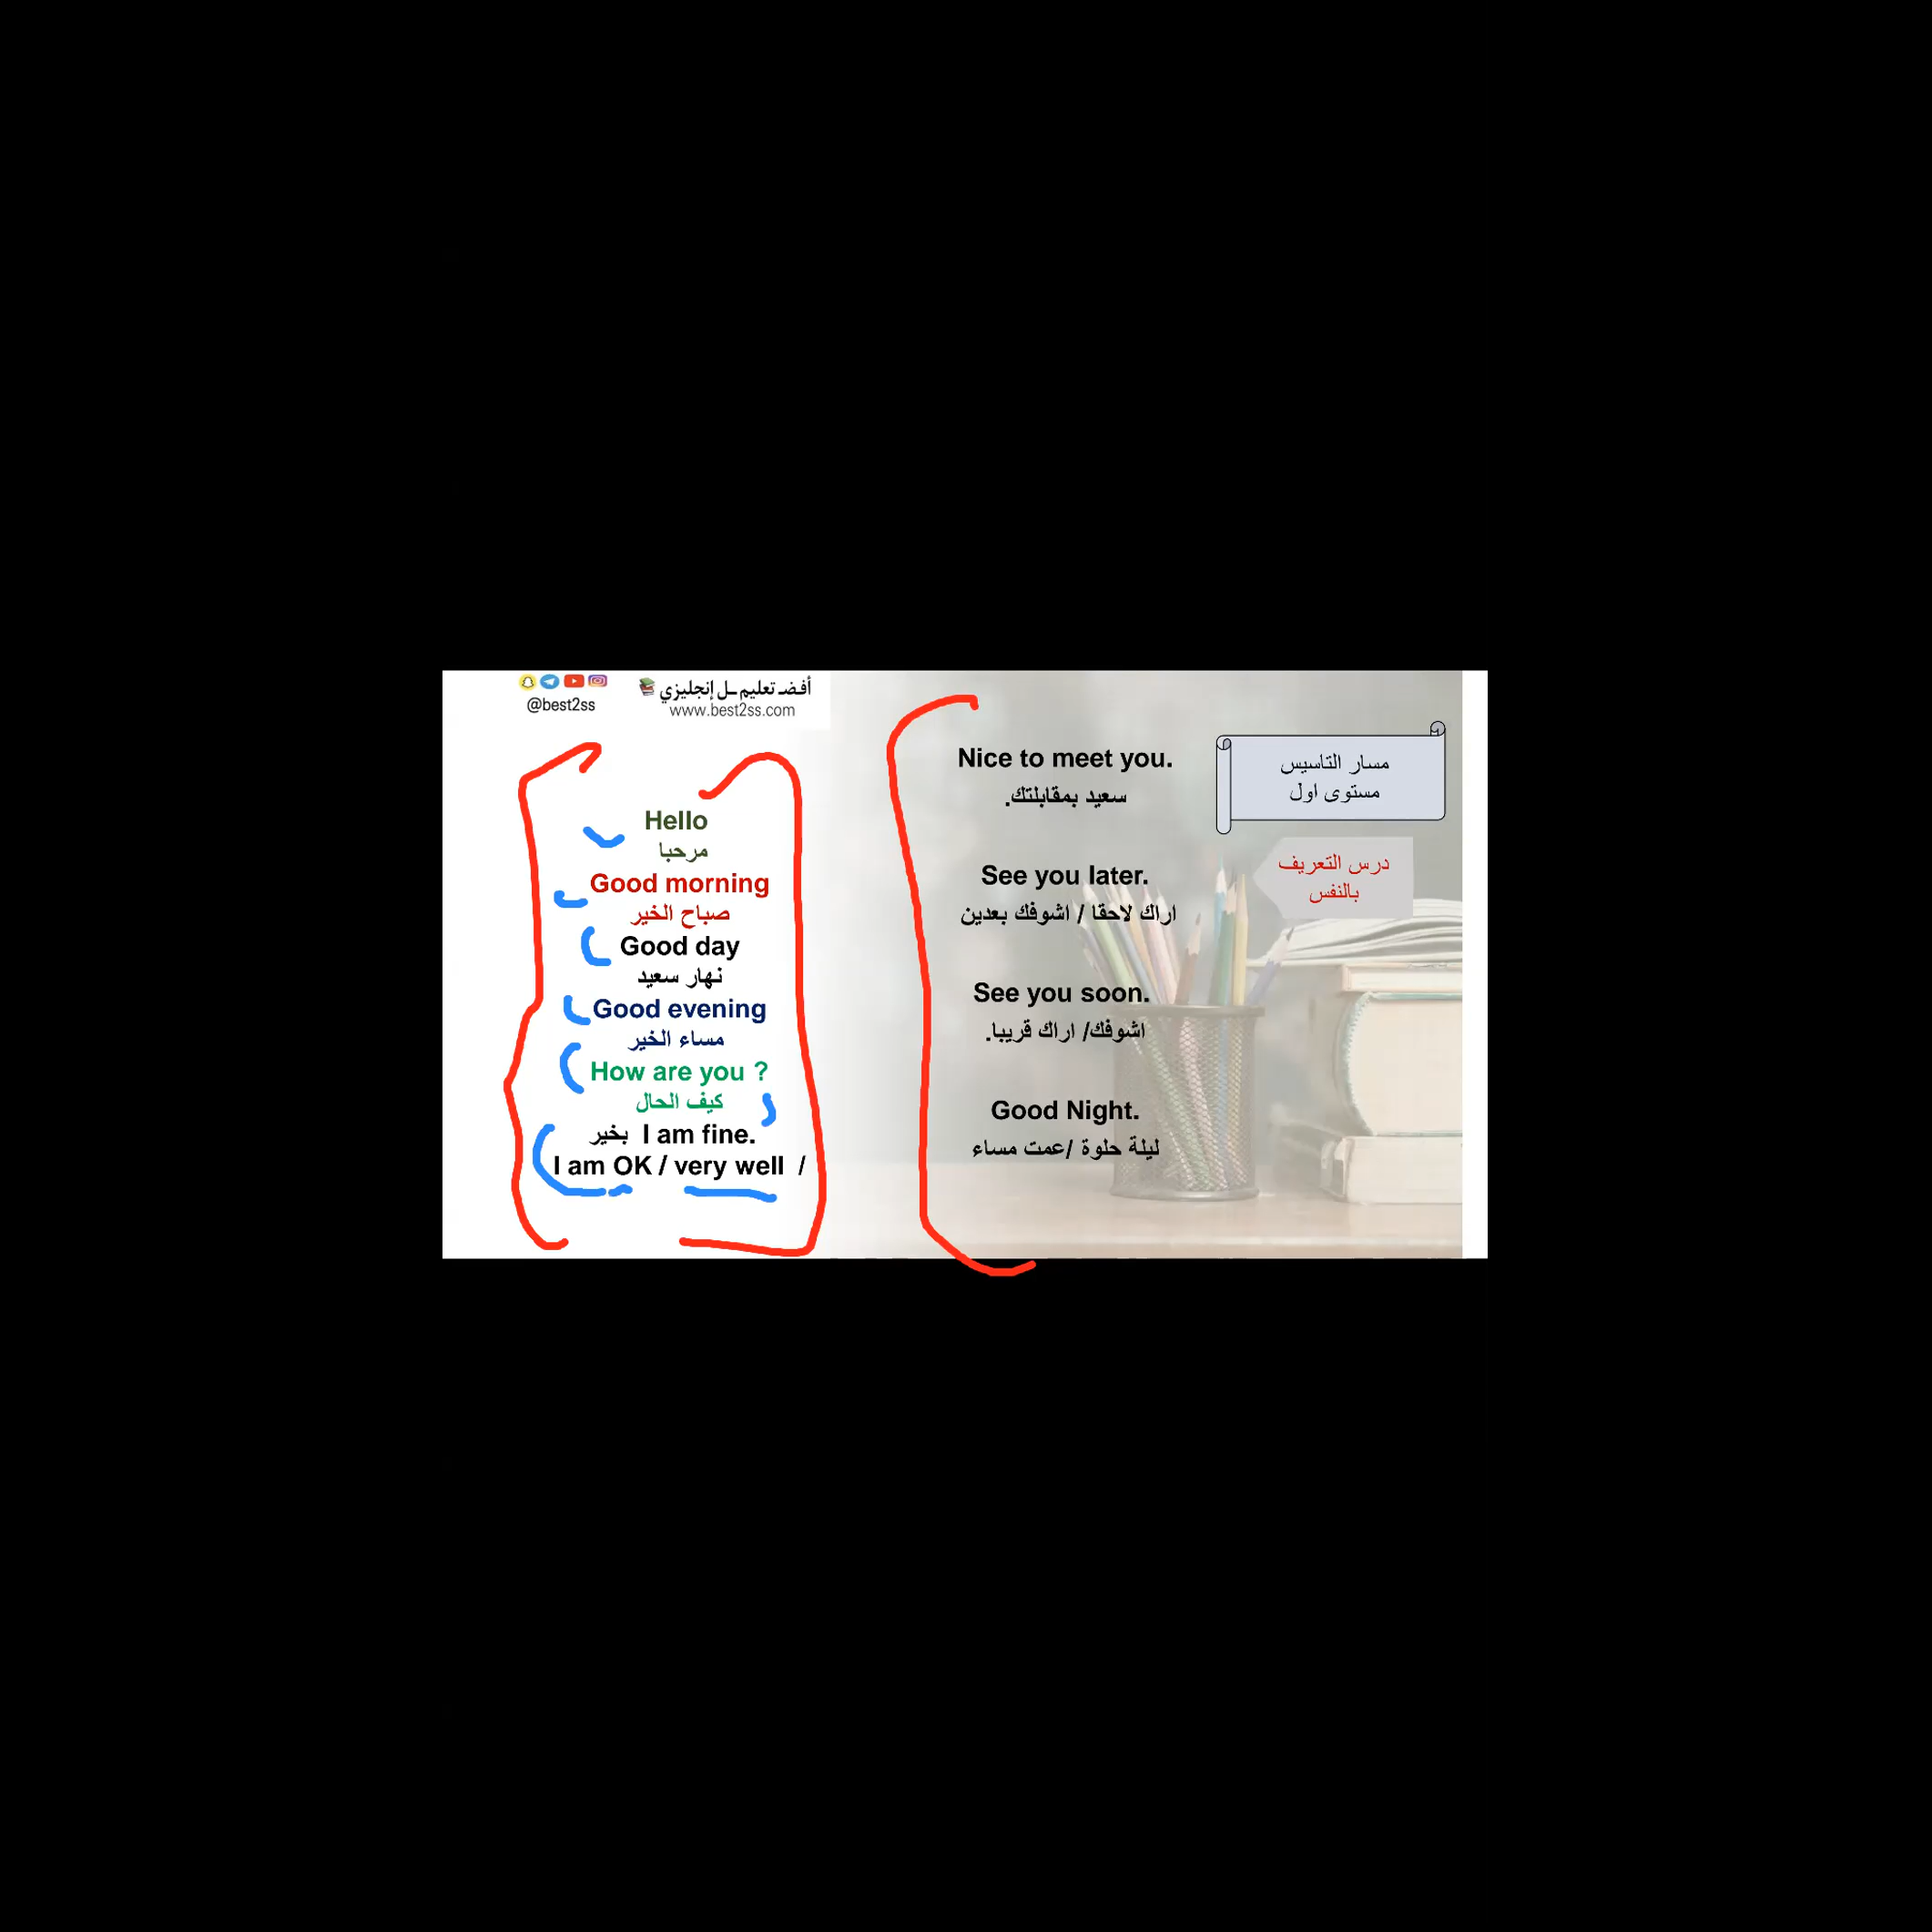 @best2ss
أفضـ تعليم ـل إنجليزي
www.best2ss.com
Hello
مرحبا
Good morning
صباح الخير
Good day
نهار سعيد
Good evening
مساء الخير
How are you ?
كيف الحال
بخير I am fine.
I am OK / very well /
Nice to meet you.
سعيد بمقابلتك.
See you later.
اراك لاحقا / اشوفك بعدين
See you soon.
اشوفك/ اراك قريبا.
Good Night.
ليلة حلوة /عمت مساء
مسار التاسيس
مستوى اول
درس التعريف
بالنفس